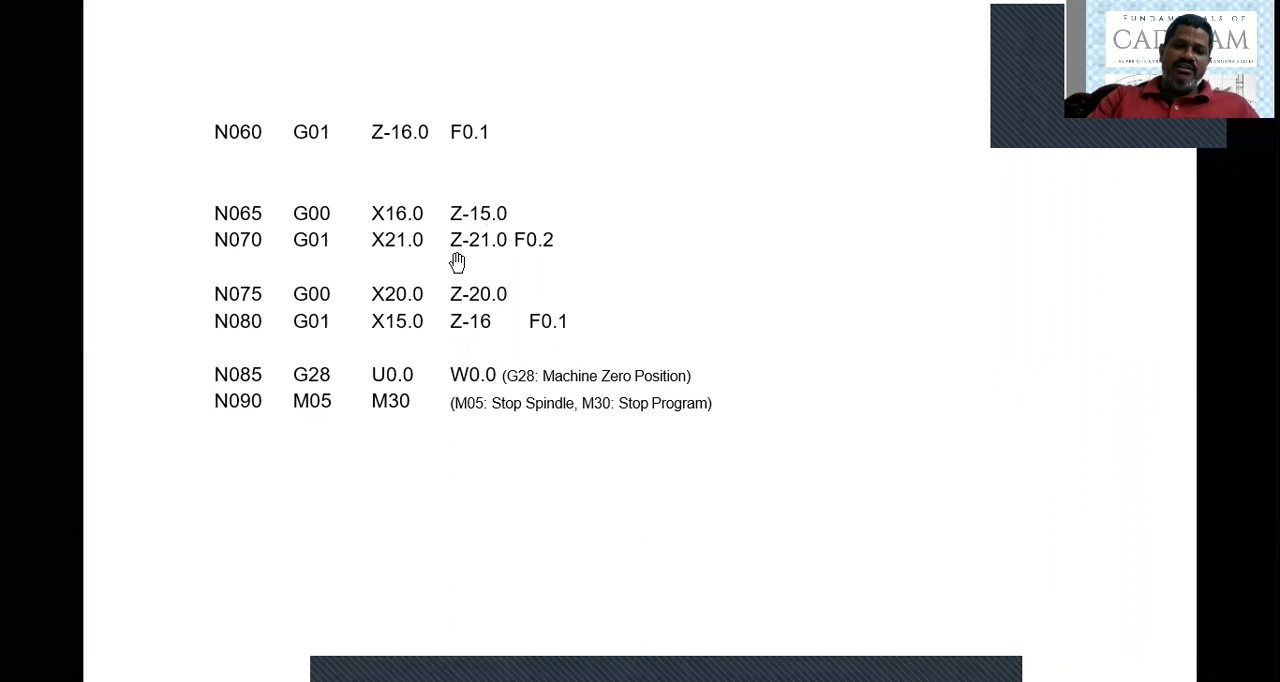 FUNDAMENTALS OF
N060 G01 Z-16.0 F0.1
N065 G00 X16.0 Z-15.0
N070 G01 X21.0 Z-21.0 F0.2
N075 G00 X20.0 Z-20.0
N080 G01 X15.0 Z-16 F0.1
N085 G28 U0.0 W0.0 (G28: Machine Zero Position)
N090 M05 M30 (M05: Stop Spindle, M30: Stop Program)